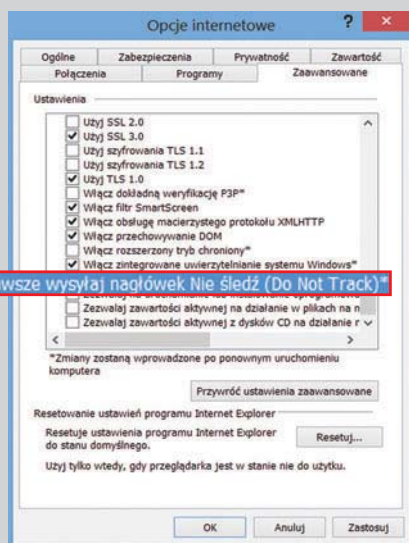 Opcje internetowe
Ogólne Zabezpieczenia Prywatność Zawartość
Połączenia Programy Zaawansowane
Ustawienia
Użyj SSL 2.0
Użyj SSL 3.0
Użyj szyfrowania TLS 1.1
Użyj szyfrowania TLS 1.2
Użyj TLS 1.0
Włącz dokładną weryfikację P3P*
Włącz filtr SmartScreen
Włącz obsługę macierzystego protokołu XMLHTTP
Włącz przechowywanie DOM
Włącz rozszerzony tryb chroniony*
Włącz zintegrowane uwierzytelnianie systemu Windows*
wsze wysyłaj nagłówek Nie śledź (Do Not Track)*
Zezwalaj zawartości aktywnej na działanie w plikach na n
Zezwalaj zawartości aktywnej z dysków CD na działanie r
*Zmiany zostaną wprowadzone po ponownym uruchomieniu
komputera
Przywróć ustawienia zaawansowane
Resetowanie ustawień programu Internet Explorer
Resetuje ustawienia programu Internet Explorer
do stanu domyślnego.
Resetuj...
Użyj tylko wtedy, gdy przeglądarka jest w stanie nie do użytku.
OK Anuluj Zastosuj